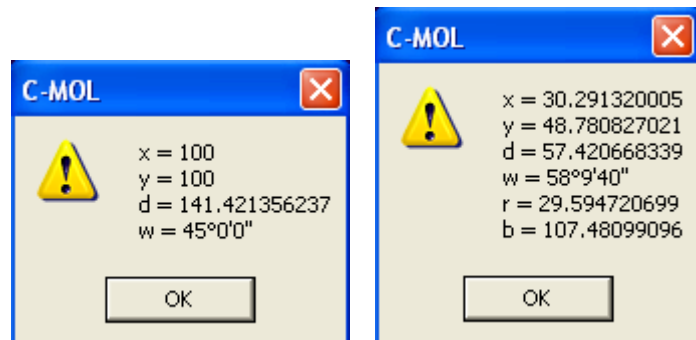 C-MOL
x = 100
y = 100
d = 141.421356237
w = 45°0'0"
OK
C-MOL
x = 30.291320005
y = 48.780827021
d = 57.420668339
w = 58°9'40"
r = 29.594720699
b = 107.48099096
OK